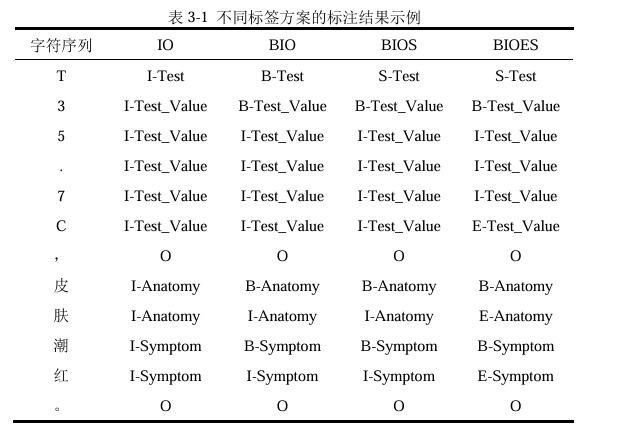 表 3-1 不同标签方案的标注结果示例
字符序列 IO BIO BIOS BIOES
T I-Test B-Test S-Test S-Test
3 I-Test_Value B-Test_Value B-Test_Value B-Test_Value
5 I-Test_Value I-Test_Value I-Test_Value I-Test_Value
. I-Test_Value I-Test_Value I-Test_Value I-Test_Value
7 I-Test_Value I-Test_Value I-Test_Value I-Test_Value
C I-Test_Value I-Test_Value I-Test_Value E-Test_Value
， O O O O
皮 I-Anatomy B-Anatomy B-Anatomy B-Anatomy
肤 I-Anatomy I-Anatomy I-Anatomy E-Anatomy
潮 I-Symptom B-Symptom B-Symptom B-Symptom
红 I-Symptom I-Symptom I-Symptom E-Symptom
。 O O O O